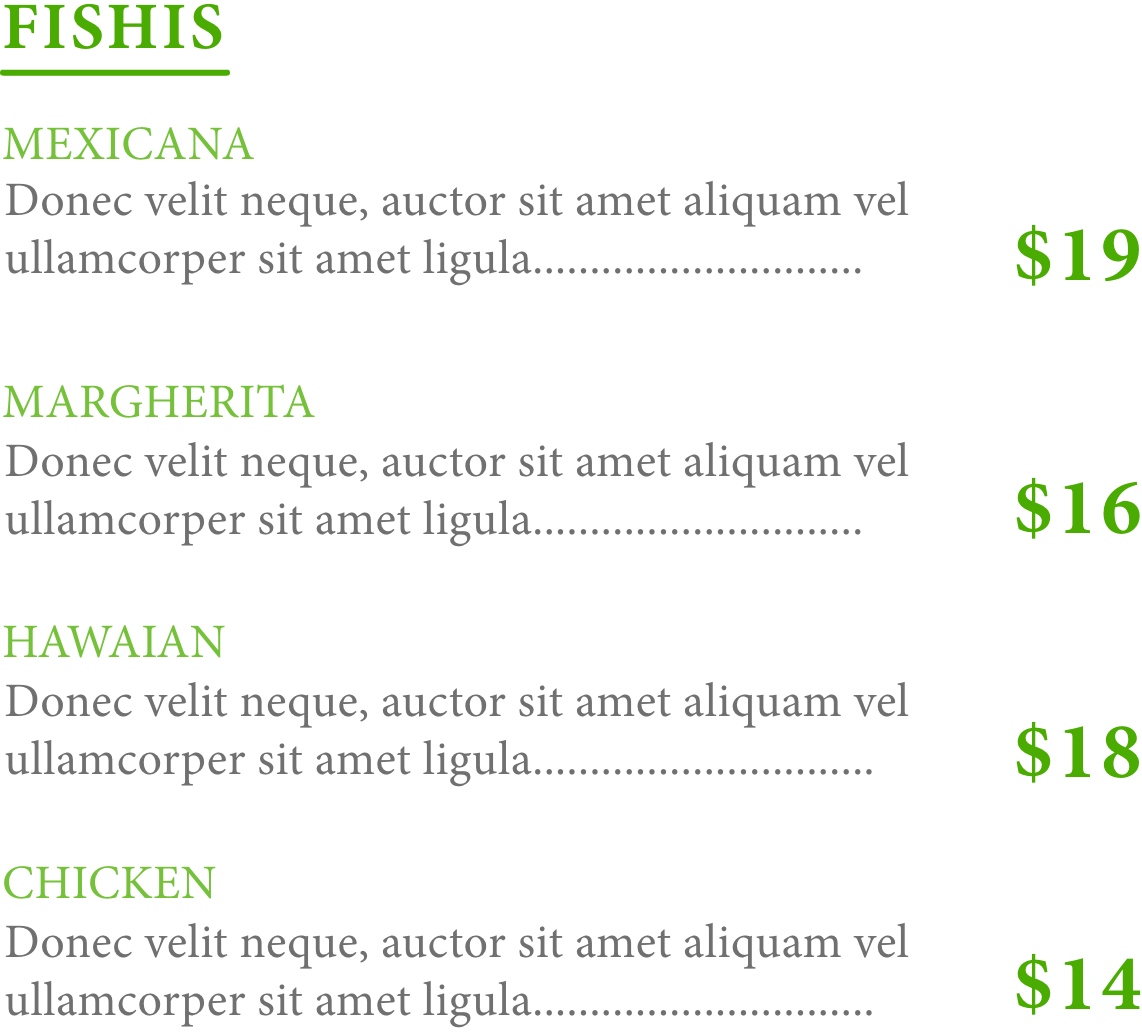 FISHIS
MEXICANA
Donec velit neque, auctor sit amet aliquam vel
ullamcorper sit amet ligula.............................
$19
MARGHERITA
Donec velit neque, auctor sit amet aliquam vel
ullamcorper sit amet ligula.............................
$16
HAWAIAN
Donec velit neque, auctor sit amet aliquam vel
ullamcorper sit amet ligula..............................
$18
CHICKEN
Donec velit neque, auctor sit amet aliquam vel
ullamcorper sit amet ligula..............................
$14